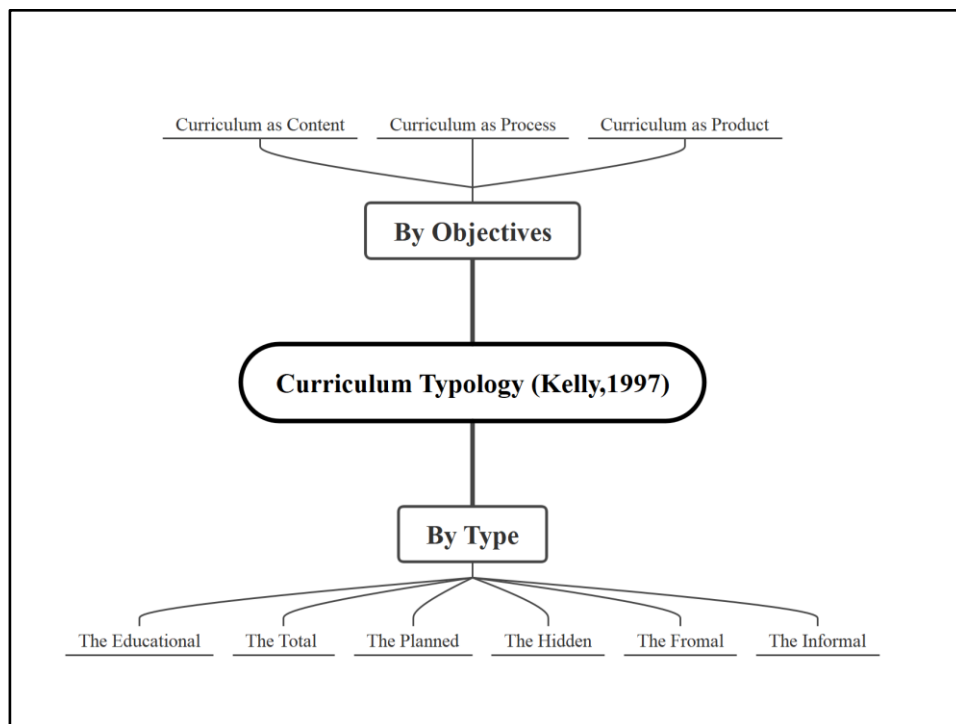 Curriculum as Content
Curriculum as Process
Curriculum as Product
By Objectives
Curriculum Typology (Kelly,1997)
By Type
The Educational
The Total
The Planned
The Hidden
The Fromal
The Informal